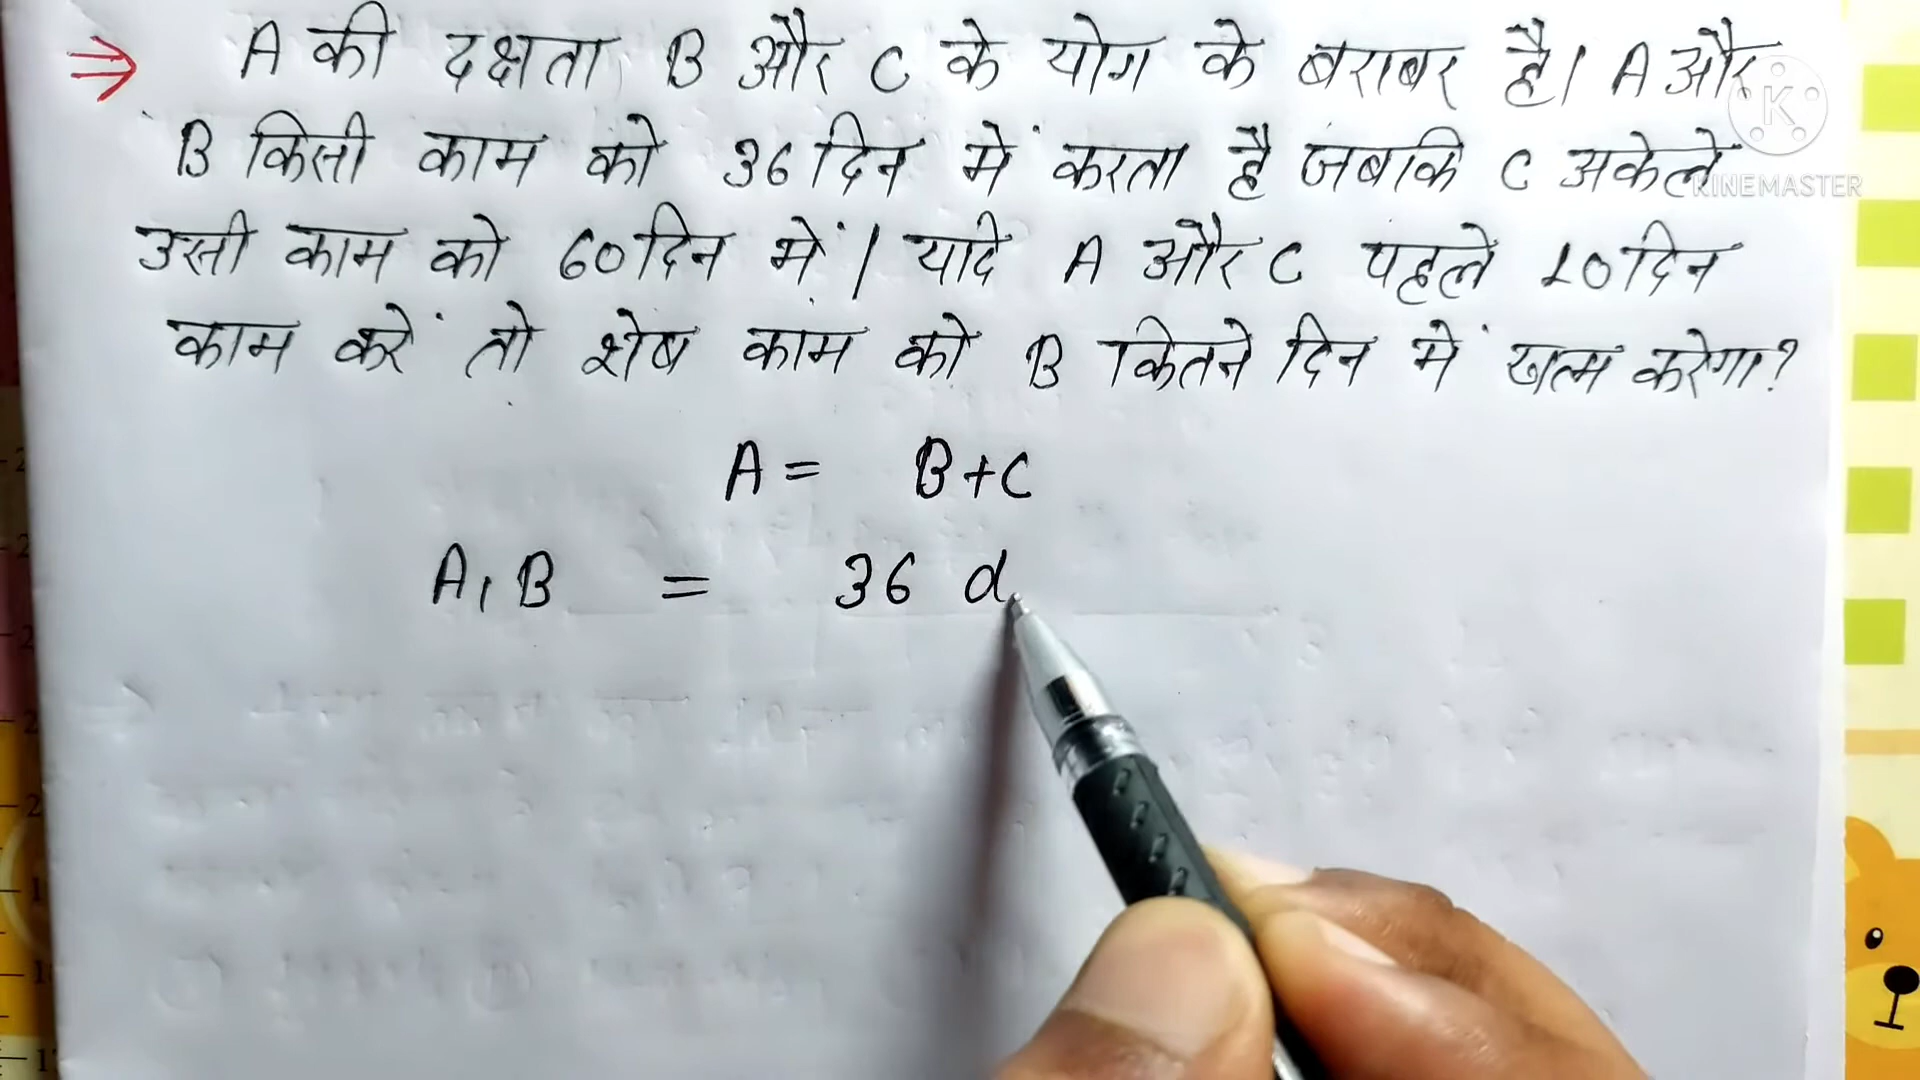 ⇒ A की दक्षता B और C के योग के बराबर है। A और
B किसी काम को 36 दिन में करता है जबकि C अकेले
उसी काम को 60 दिन में। यदि A और C पहले 10 दिन
काम करें तो शेष काम को B कितने दिन में खत्म करेगा?
A = B+C
A, B = 36 d
K
KINEMASTER